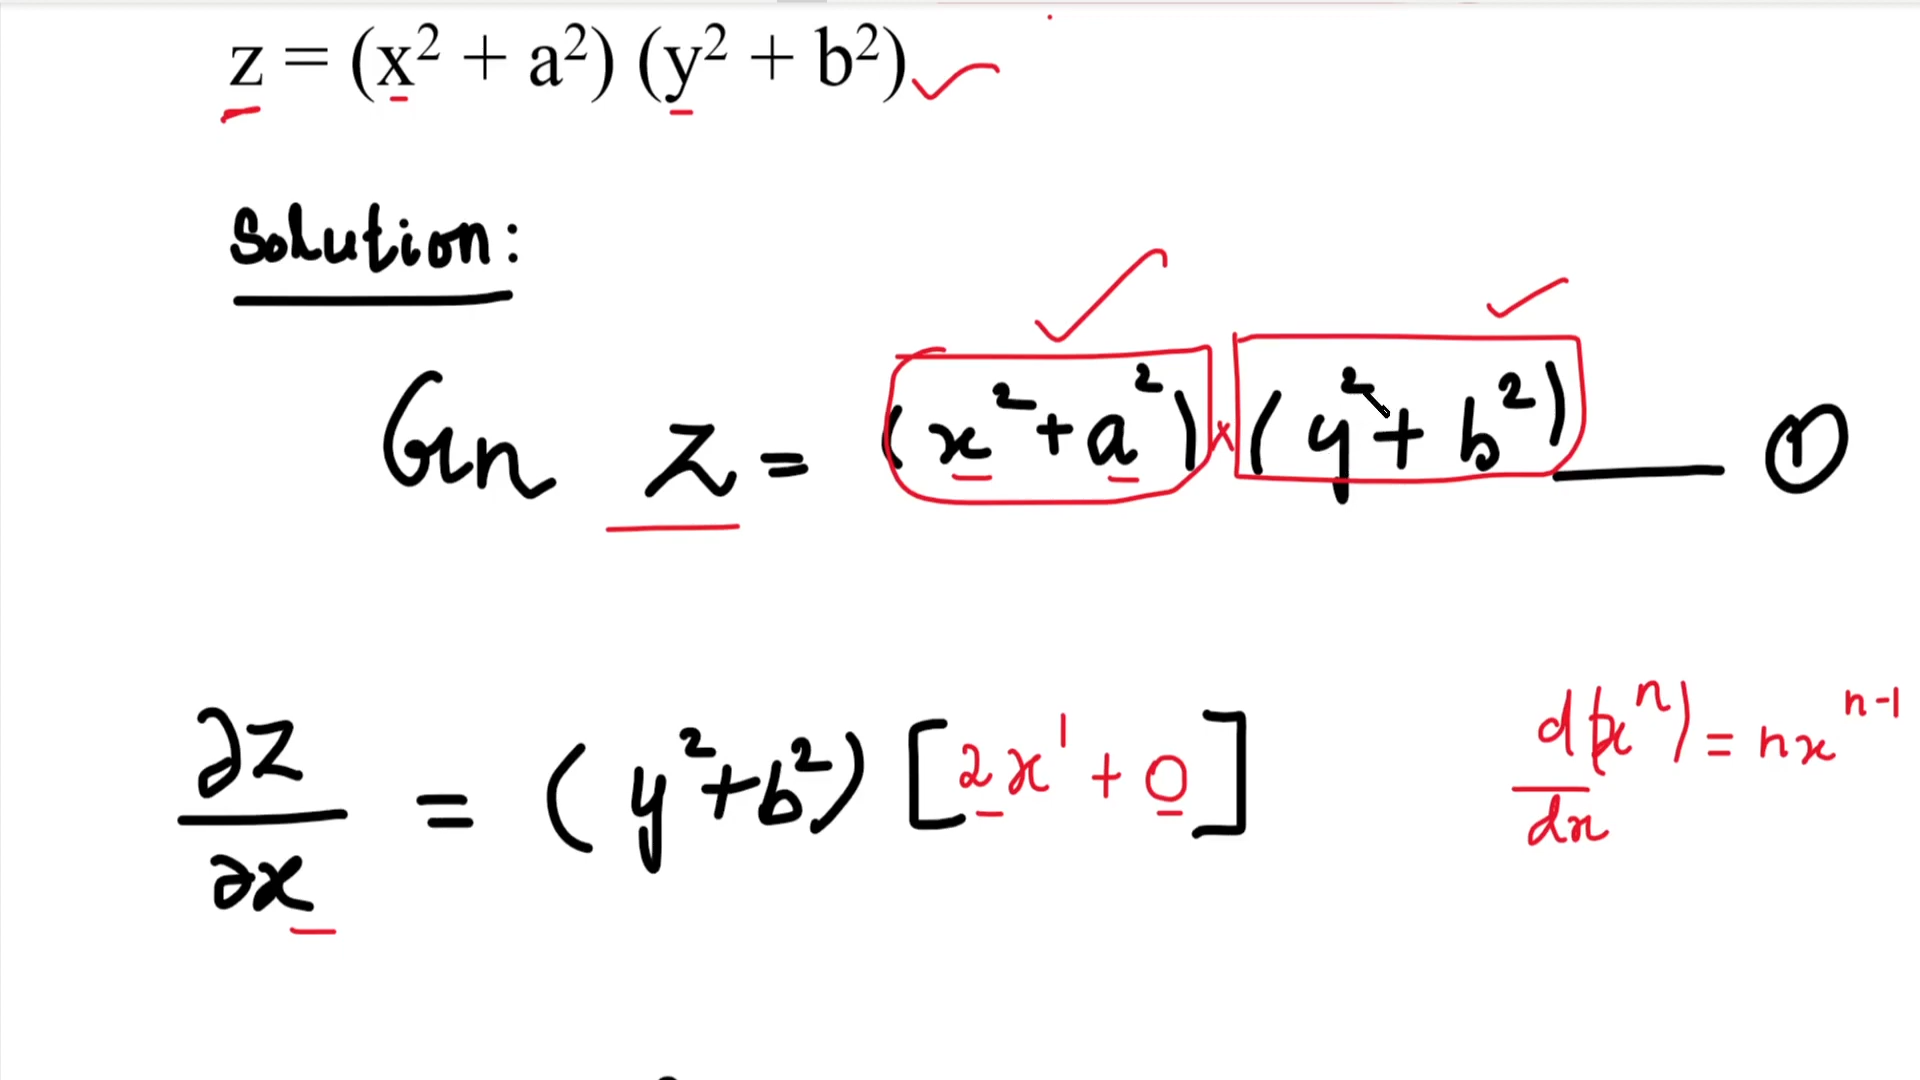 z = (x² + a²) (y² + b²)
Solution:
Gn z = (x² + a²) × (y² + b²) —— ①
∂z/∂x = (y² + b²) [2x¹ + 0]
d(xⁿ)/dx = nxⁿ⁻¹